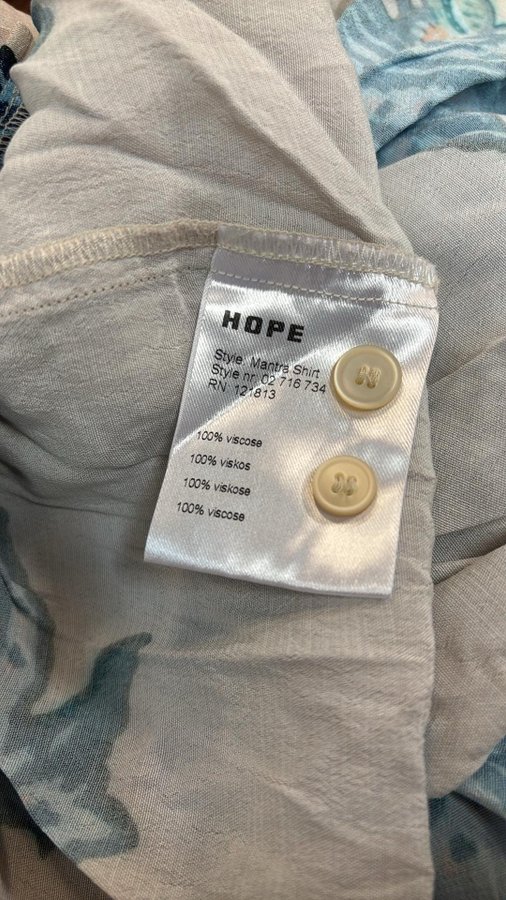 HOPE
Style. Mantra Shirt
Style nr. 02 716 734
RN 121813
100% viscose
100% viskos
100% viskose
100% viscose